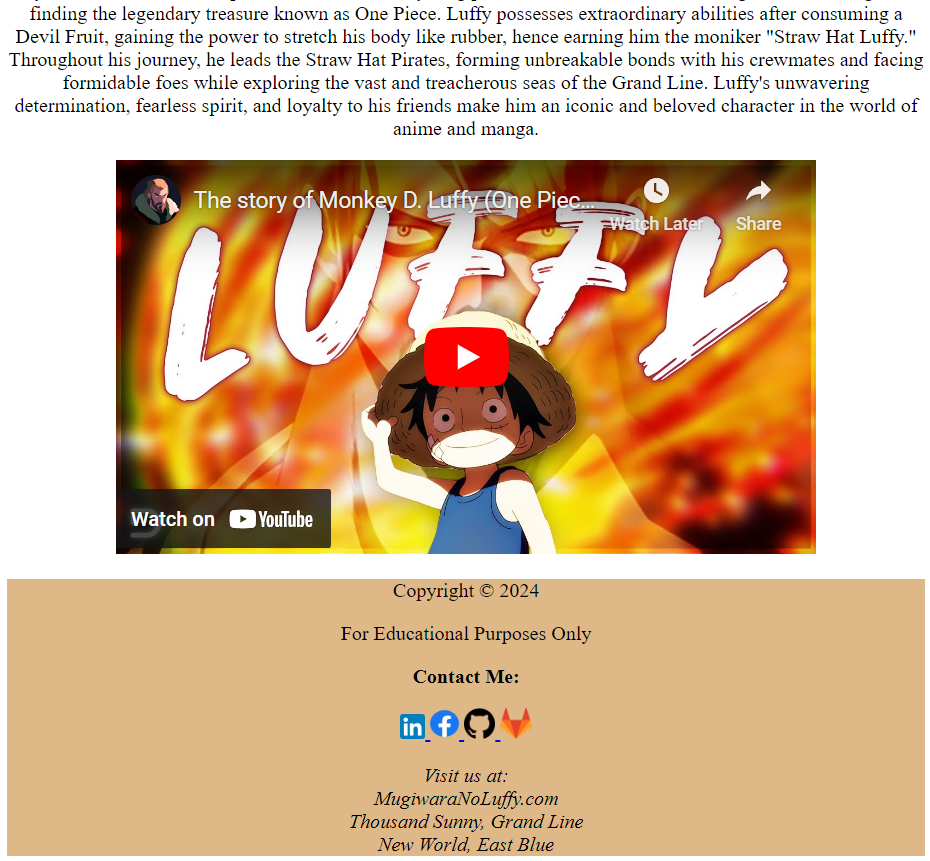 finding the legendary treasure known as One Piece. Luffy possesses extraordinary abilities after consuming a
Devil Fruit, gaining the power to stretch his body like rubber, hence earning him the moniker "Straw Hat Luffy."
Throughout his journey, he leads the Straw Hat Pirates, forming unbreakable bonds with his crewmates and facing
formidable foes while exploring the vast and treacherous seas of the Grand Line. Luffy's unwavering
determination, fearless spirit, and loyalty to his friends make him an iconic and beloved character in the world of
anime and manga.
The story of Monkey D. Luffy (One Piec...
Watch Later
Share
LUFFY
Watch on YouTube
Copyright © 2024
For Educational Purposes Only
Contact Me:
in
Visit us at:
MugiwaraNoLuffy.com
Thousand Sunny, Grand Line
New World, East Blue